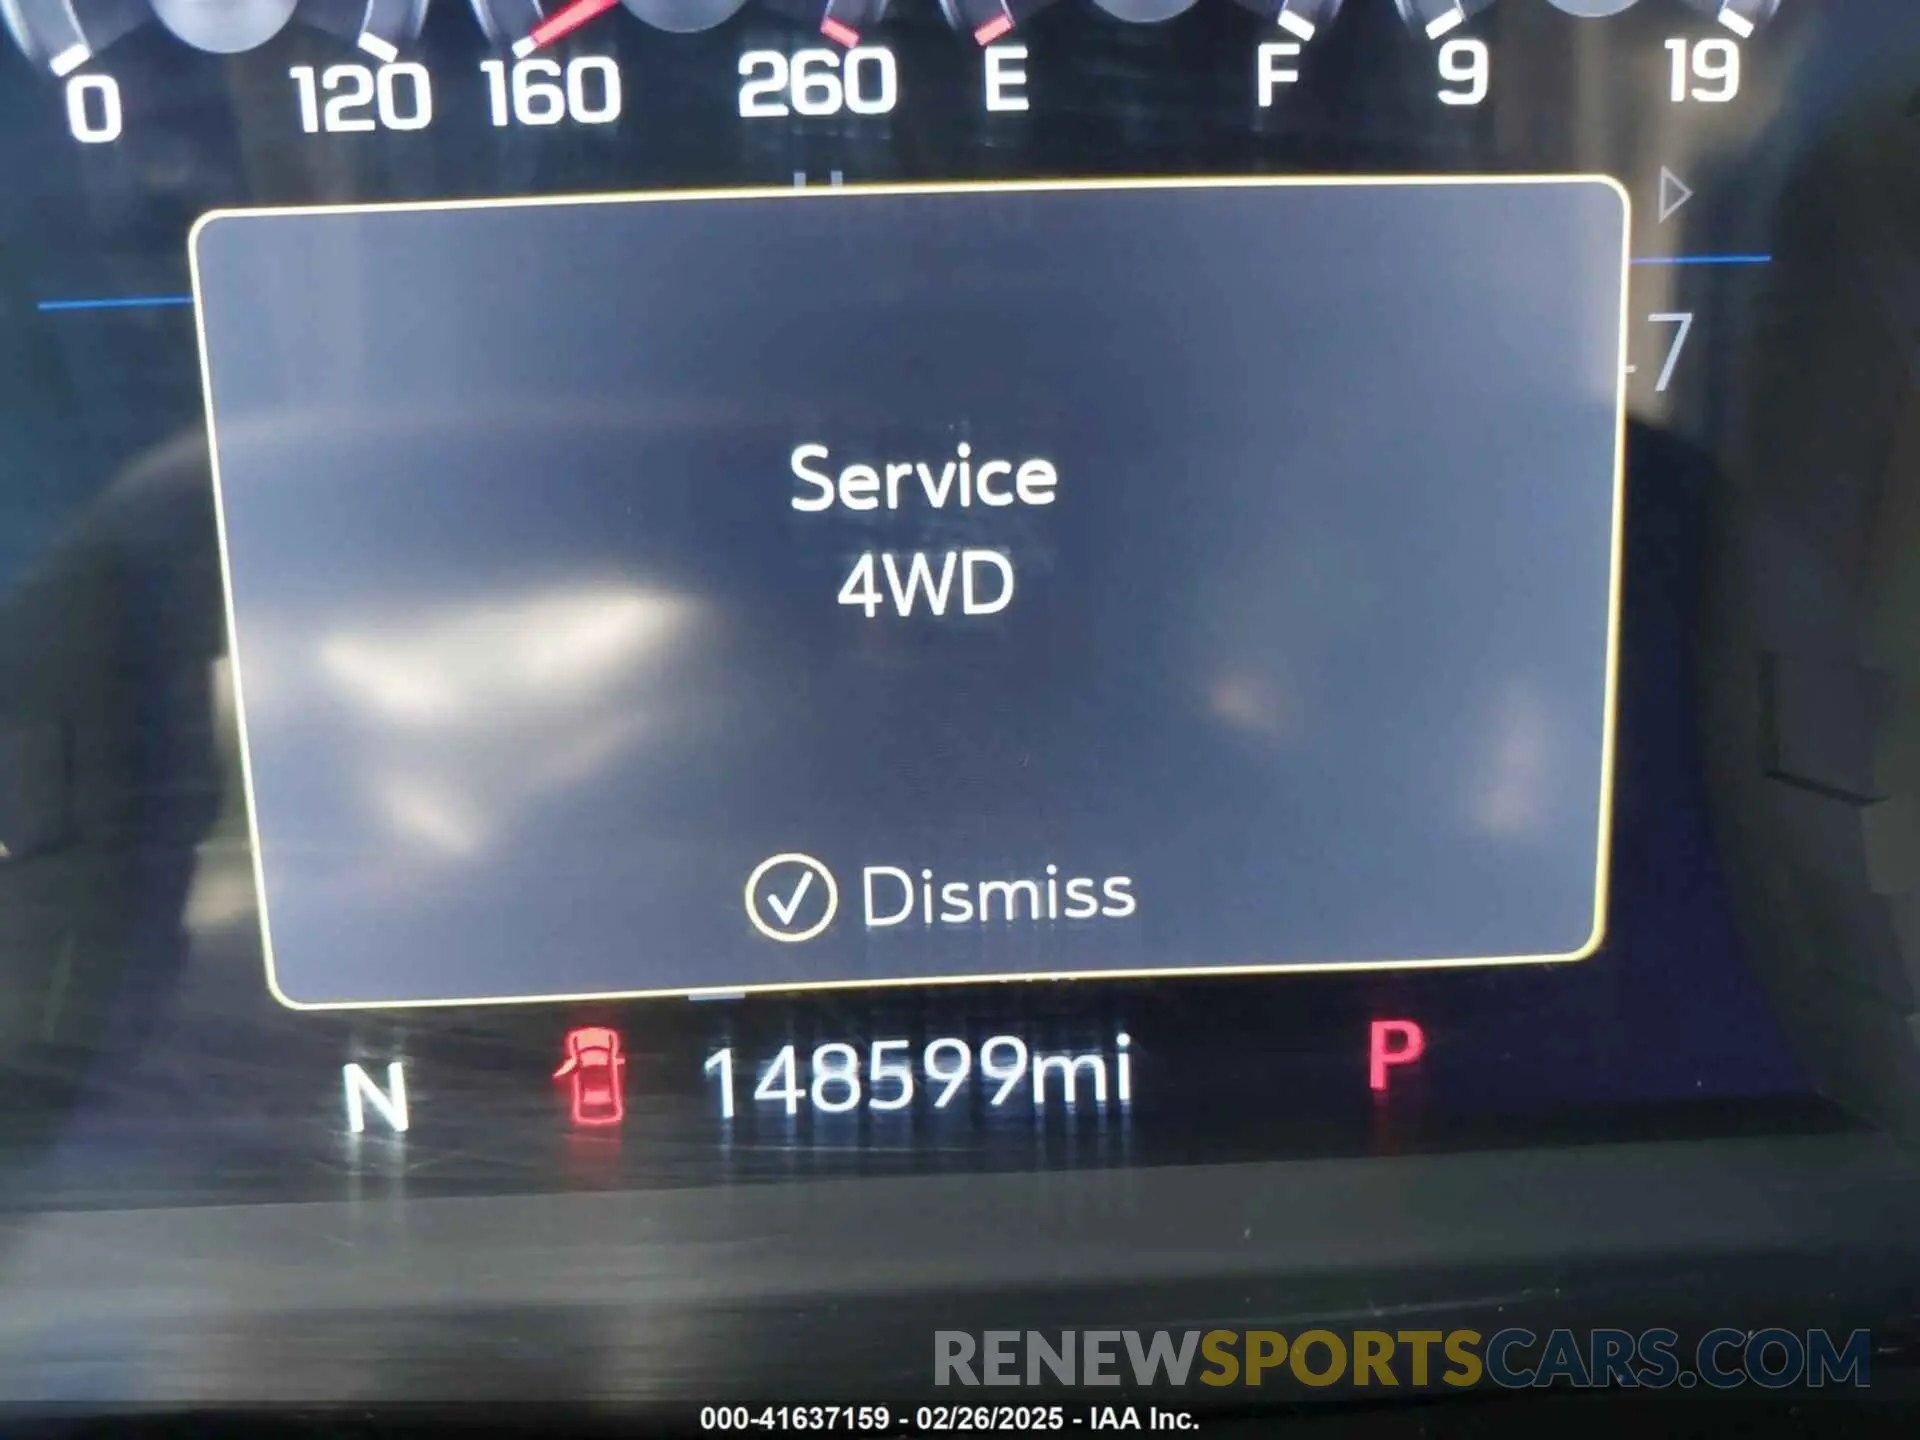 0 120 160 260 E F 9 19
7
Service
4WD
Dismiss
N 148599mi P
RENEWSPORTSCARS.COM
000-41637159 - 02/26/2025 - IAA Inc.